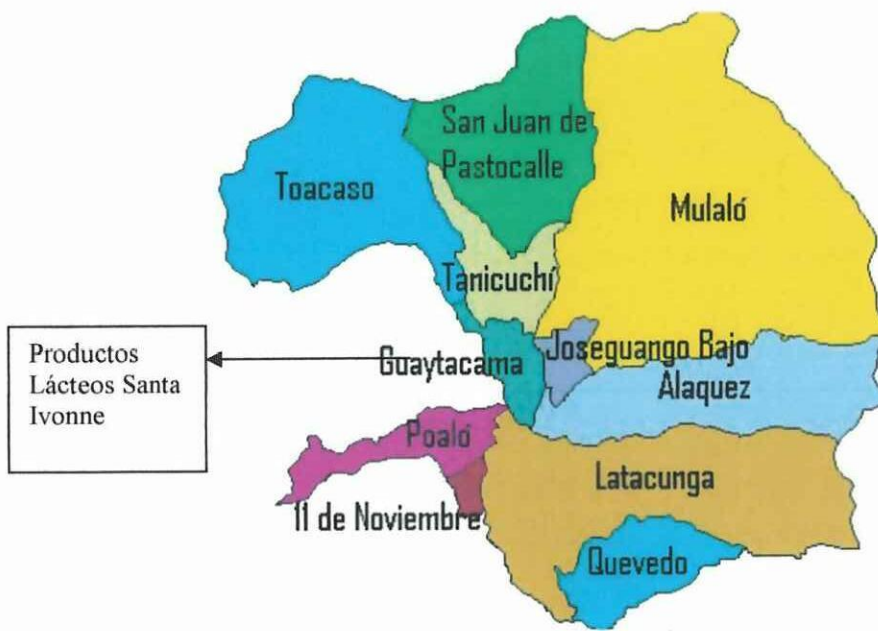 San Juan de
Pastocalle
Toacaso
Mulaló
Tanicuchí
Productos
Lácteos Santa
Ivonne
Guaytacama
Joseguango Bajo
Alaquez
Poaló
Latacunga
11 de Noviembre
Quevedo